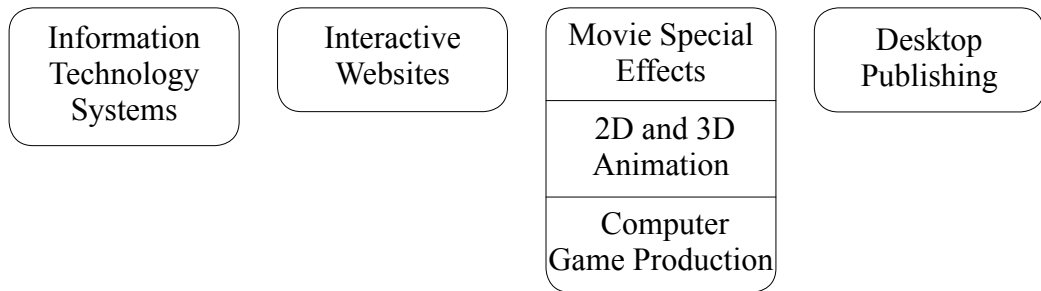 Information
Technology
Systems
Interactive
Websites
Movie Special
Effects
2D and 3D
Animation
Computer
Game Production
Desktop
Publishing